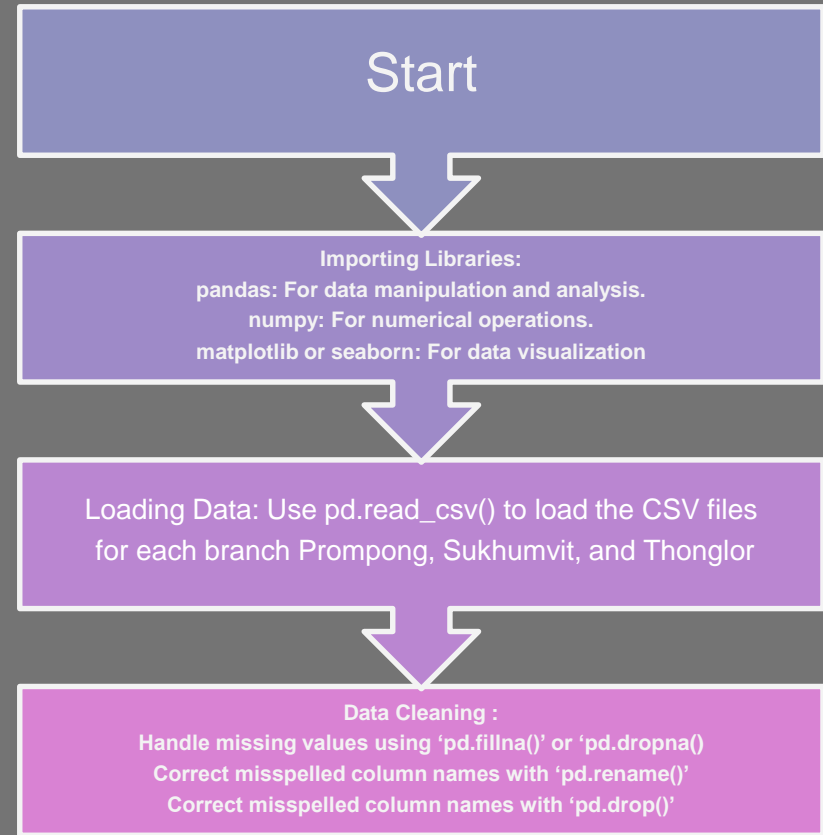 Start
Importing Libraries:
pandas: For data manipulation and analysis.
numpy: For numerical operations.
matplotlib or seaborn: For data visualization
Loading Data: Use pd.read_csv() to load the CSV files
for each branch Prompong, Sukhumvit, and Thonglor
Data Cleaning :
Handle missing values using ‘pd.fillna()’ or ‘pd.dropna()
Correct misspelled column names with ‘pd.rename()’
Correct misspelled column names with ‘pd.drop()’